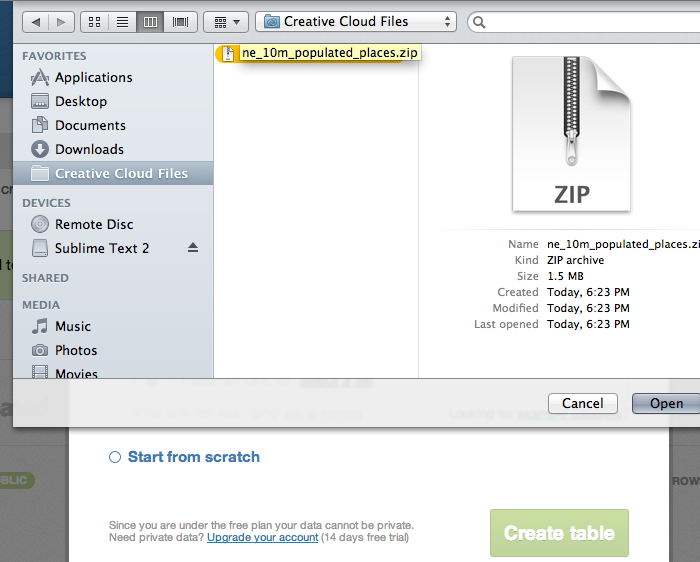 Creative Cloud Files
FAVORITES
Applications
Desktop
Documents
Downloads
Creative Cloud Files
DEVICES
Remote Disc
Sublime Text 2
SHARED
MEDIA
Music
Photos
Movies
ne_10m_populated_places.zip
ZIP
Name ne_10m_populated_places.zi
Kind ZIP archive
Size 1.5 MB
Created Today, 6:23 PM
Modified Today, 6:23 PM
Last opened Today, 6:23 PM
Cancel
Open
Start from scratch
Since you are under the free plan your data cannot be private.
Need private data? Upgrade your account (14 days free trial)
Create table